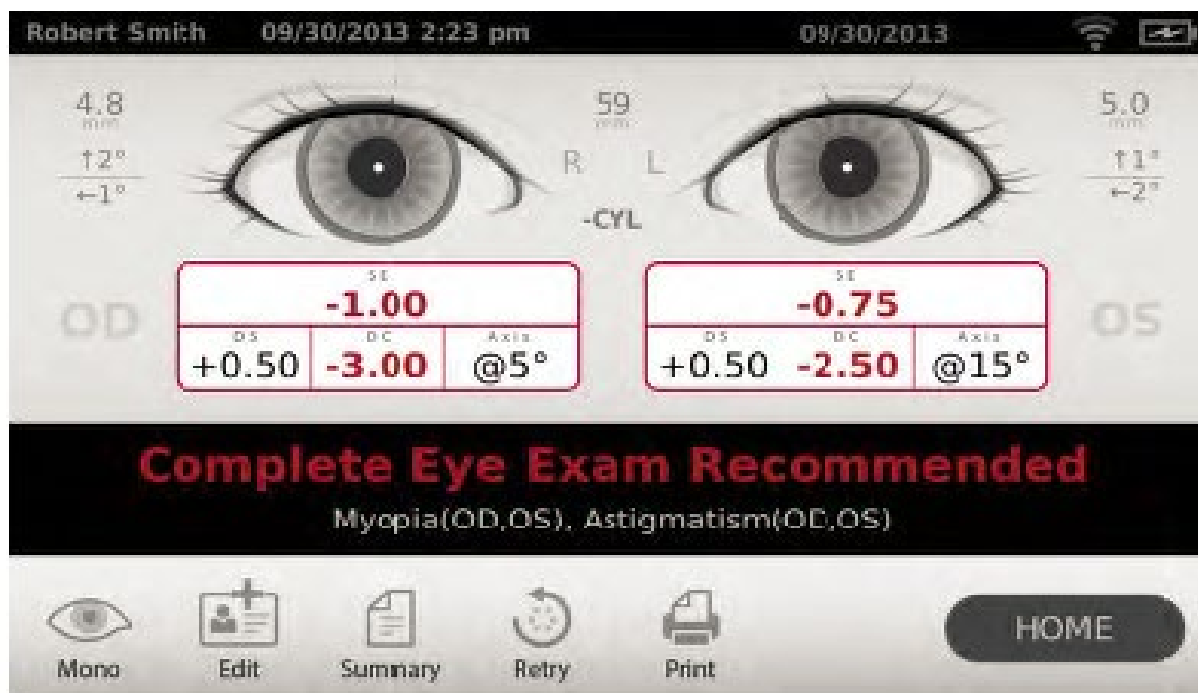 Robert Smith 09/30/2013 2:23 pm 09/30/2013
4.8 59 5.0
mm mm mm
↑2° R L ↑1°
←1° ←2°
-CYL
SE SE
-1.00 -0.75
OD OS
DS DC Axis DS DC Axis
+0.50 -3.00 @5° +0.50 -2.50 @15°
Complete Eye Exam Recommended
Myopia(OD,OS), Astigmatism(OD,OS)
Mono Edit Summary Retry Print HOME